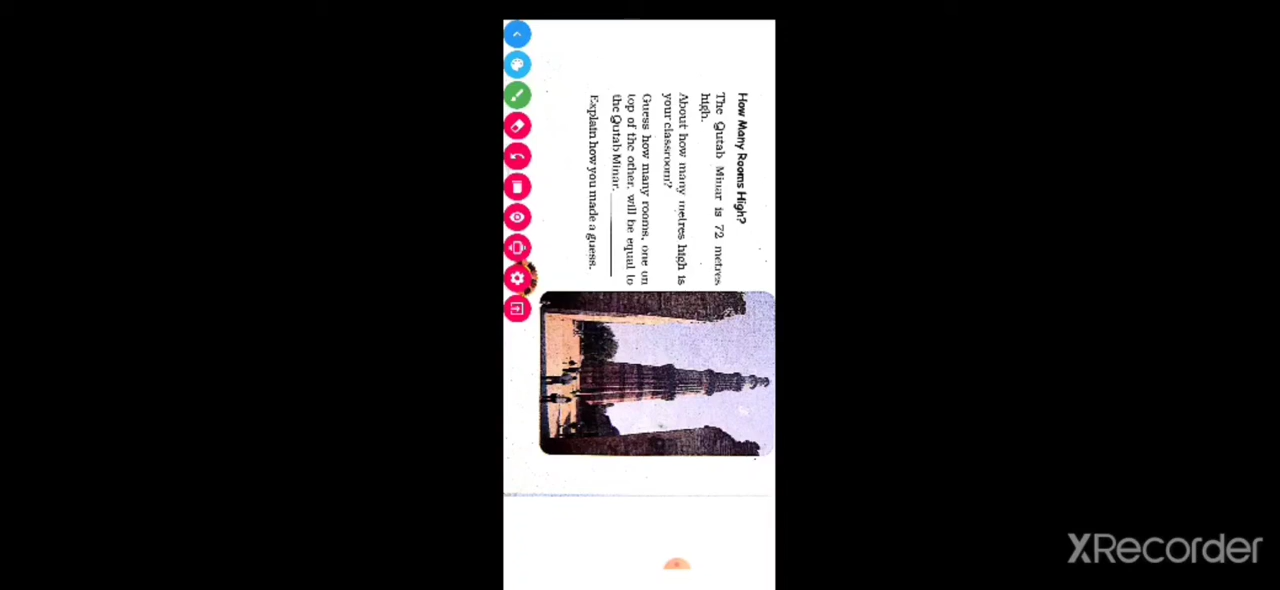 How Many Rooms High?
The Qutab Minar is 72 metres
high.
About how many metres high is
your classroom?
Guess how many rooms, one on
top of the other, will be equal to
the Qutab Minar.
Explain how you made a guess.
XRecorder